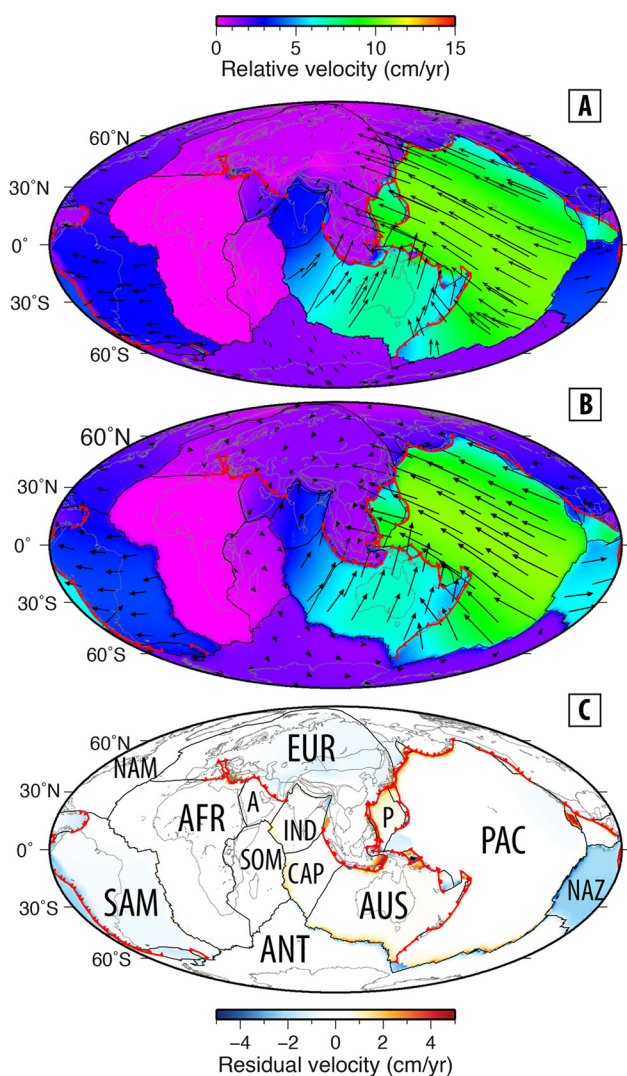 0 5 10 15
Relative velocity (cm/yr)
A
60˚N
30˚N
0˚
30˚S
60˚S
B
60˚N
30˚N
0˚
30˚S
60˚S
C
60˚N
30˚N
0˚
30˚S
60˚S
EUR
NAM
A
P
AFR
IND
PAC
SOM
CAP
NAZ
SAM
AUS
ANT
−4 −2 0 2 4
Residual velocity (cm/yr)